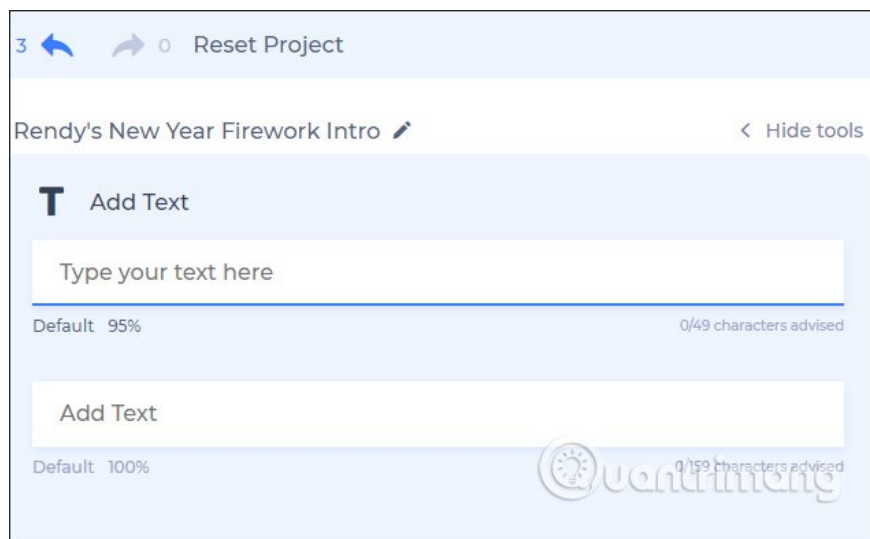 3 0 Reset Project
Rendy's New Year Firework Intro Hide tools
T Add Text
Type your text here
Default 95% 0/49 characters advised
Add Text
Default 100% 0/159 characters advised
Quantrimang